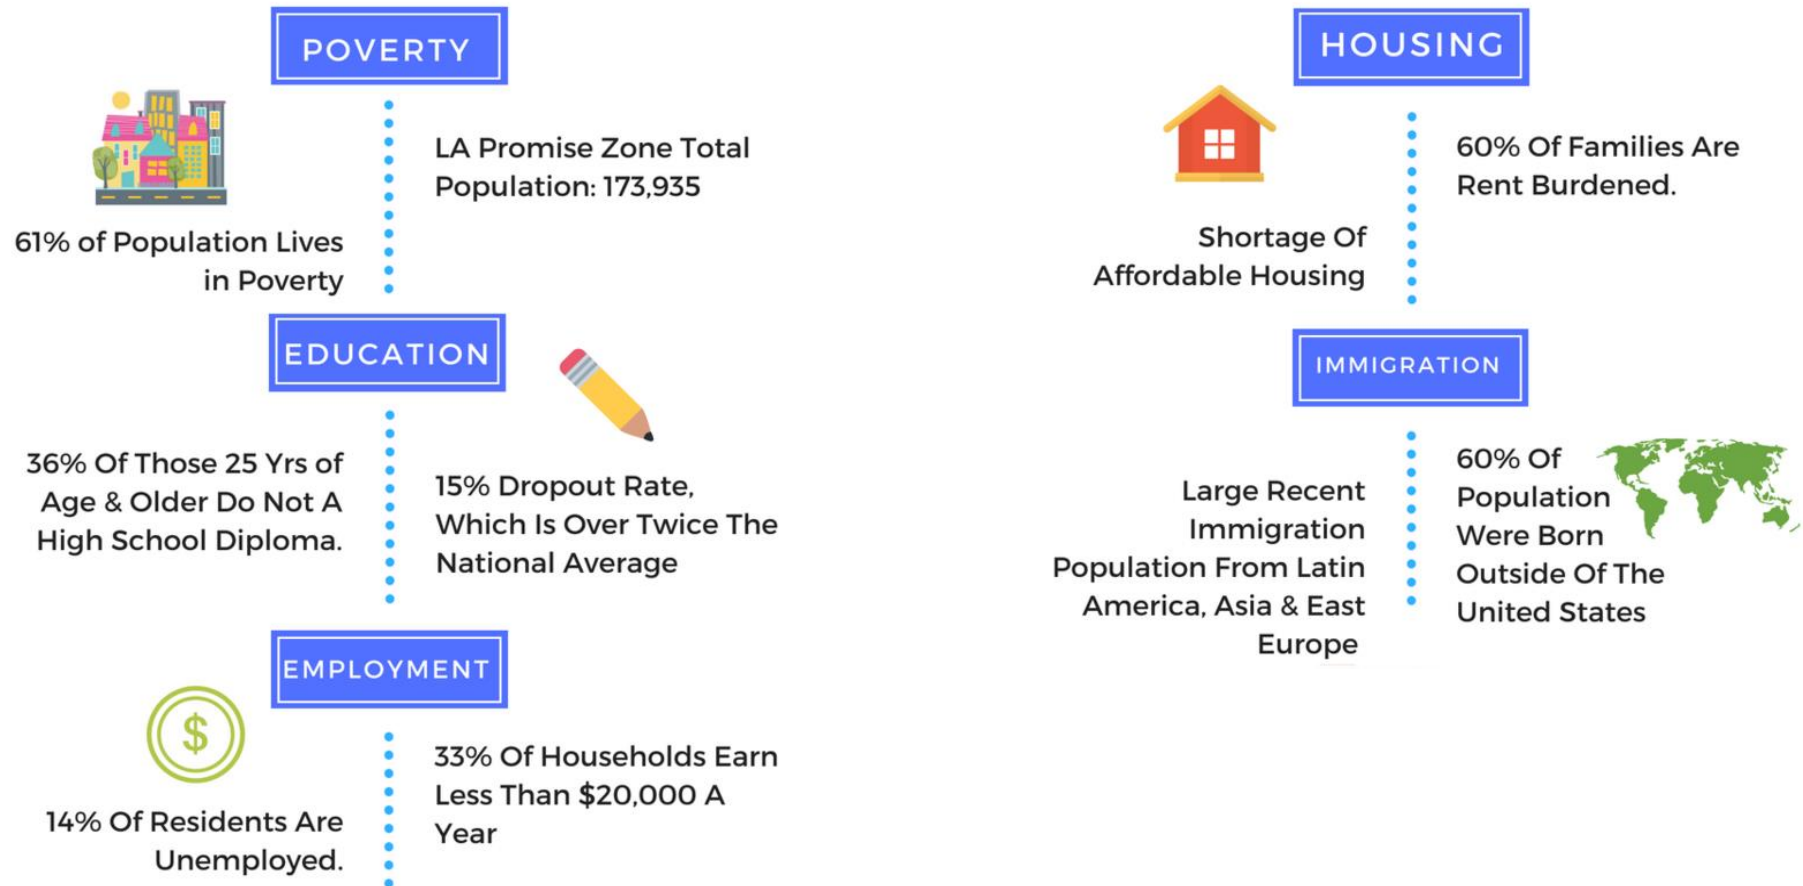 POVERTY
61% of Population Lives
in Poverty
LA Promise Zone Total
Population: 173,935
EDUCATION
36% Of Those 25 Yrs of
Age & Older Do Not A
High School Diploma.
15% Dropout Rate,
Which Is Over Twice The
National Average
EMPLOYMENT
$
14% Of Residents Are
Unemployed.
33% Of Households Earn
Less Than $20,000 A
Year
HOUSING
Shortage Of
Affordable Housing
60% Of Families Are
Rent Burdened.
IMMIGRATION
Large Recent
Immigration
Population From Latin
America, Asia & East
Europe
60% Of
Population
Were Born
Outside Of The
United States